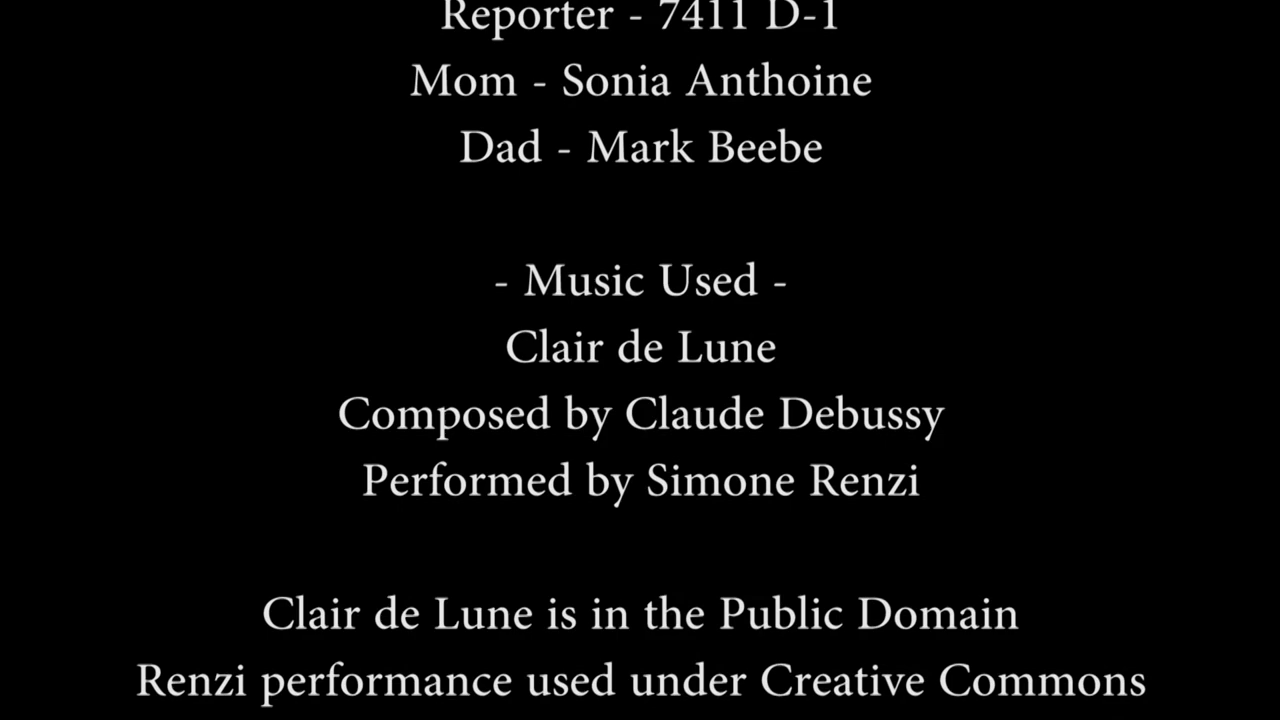 Reporter - 7411 D-1
Mom - Sonia Anthoine
Dad - Mark Beebe
- Music Used -
Clair de Lune
Composed by Claude Debussy
Performed by Simone Renzi
Clair de Lune is in the Public Domain
Renzi performance used under Creative Commons